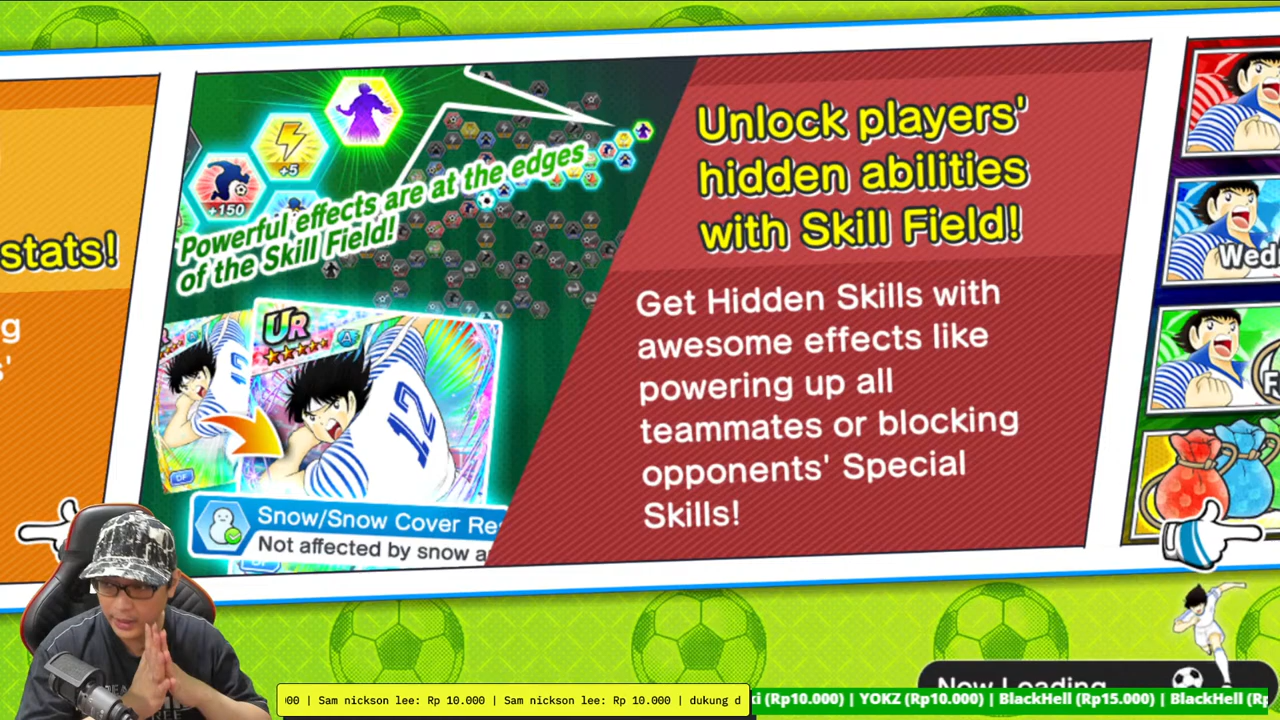 stats!
g
+5
+150
Powerful effects are at the edges
of the Skill Field!
UR
A
12
DF
Snow/Snow Cover Re
Not affected by snow a
Unlock players'
hidden abilities
with Skill Field!
Get Hidden Skills with
awesome effects like
powering up all
teammates or blocking
opponents' Special
Skills!
Wed
F
Now Loading
00 | Sam nickson lee: Rp 10.000 | Sam nickson lee: Rp 10.000 | dukung d
i (Rp10.000) | YOKZ (Rp10.000) | BlackHell (Rp15.000) | BlackHell (Rp